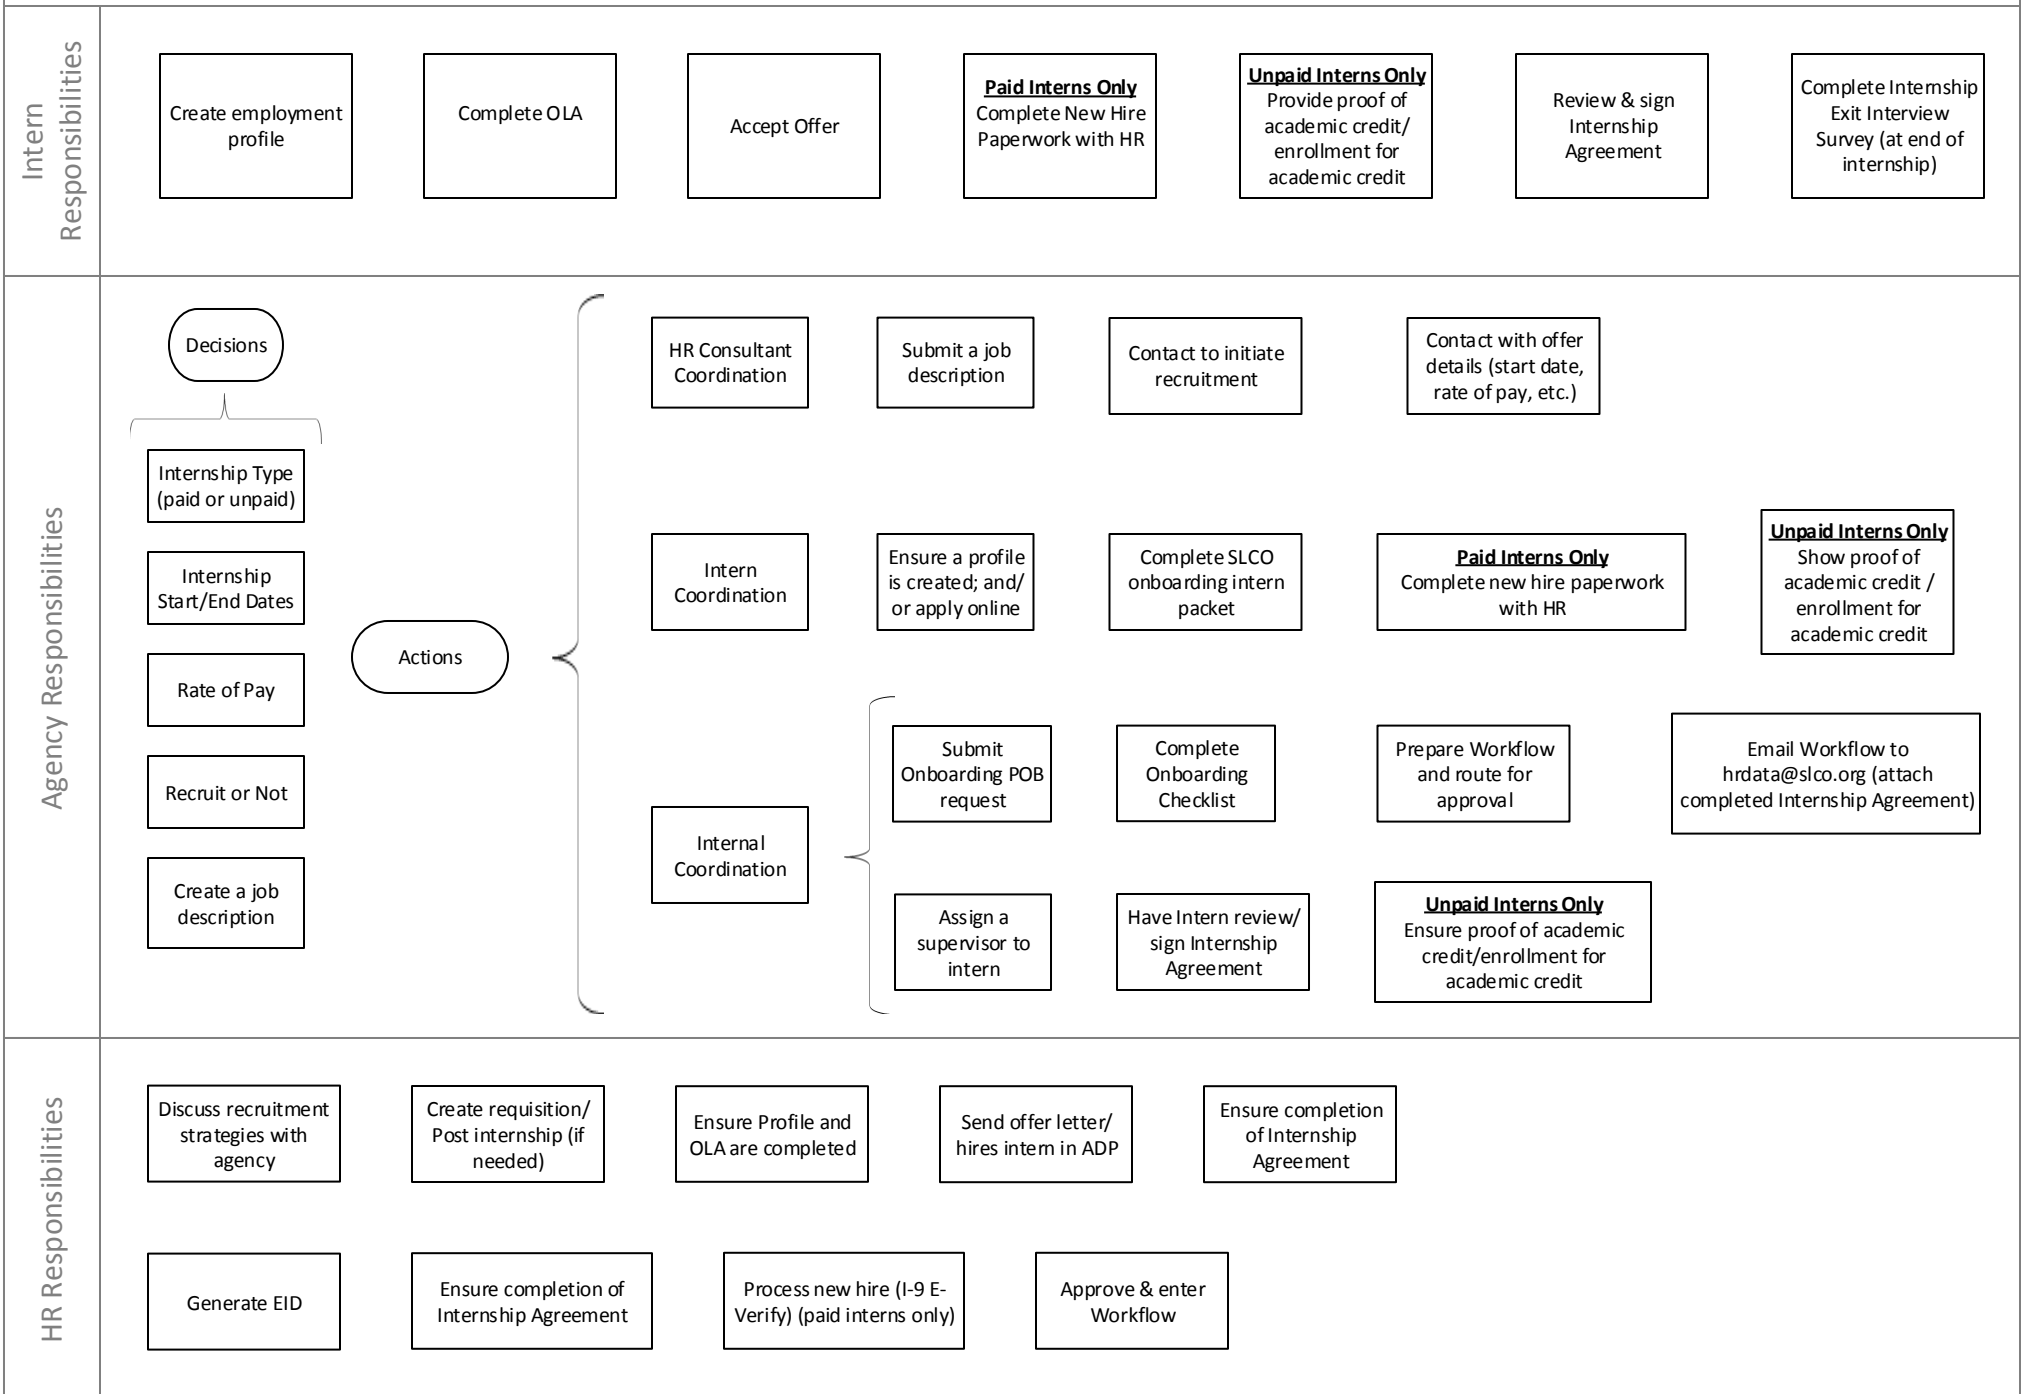 Intern
Responsibilities
Create employment
profile
Complete OLA
Accept Offer
Paid Interns Only
Complete New Hire
Paperwork with HR
Unpaid Interns Only
Provide proof of
academic credit/
enrollment for
academic credit
Review & sign
Internship
Agreement
Complete Internship
Exit Interview
Survey (at end of
internship)
Agency Responsibilities
Decisions
Internship Type
(paid or unpaid)
Internship
Start/End Dates
Rate of Pay
Recruit or Not
Create a job
description
Actions
HR Consultant
Coordination
Submit a job
description
Contact to initiate
recruitment
Contact with offer
details (start date,
rate of pay, etc.)
Intern
Coordination
Ensure a profile
is created; and/
or apply online
Complete SLCO
onboarding intern
packet
Paid Interns Only
Complete new hire paperwork
with HR
Unpaid Interns Only
Show proof of
academic credit /
enrollment for
academic credit
Internal
Coordination
Submit
Onboarding POB
request
Complete
Onboarding
Checklist
Prepare Workflow
and route for
approval
Email Workflow to
hrdata@slco.org (attach
completed Internship Agreement)
Assign a
supervisor to
intern
Have Intern review/
sign Internship
Agreement
Unpaid Interns Only
Ensure proof of academic
credit/enrollment for
academic credit
HR Responsibilities
Discuss recruitment
strategies with
agency
Create requisition/
Post internship (if
needed)
Ensure Profile and
OLA are completed
Send offer letter/
hires intern in ADP
Ensure completion
of Internship
Agreement
Generate EID
Ensure completion of
Internship Agreement
Process new hire (I-9 E-
Verify) (paid interns only)
Approve & enter
Workflow